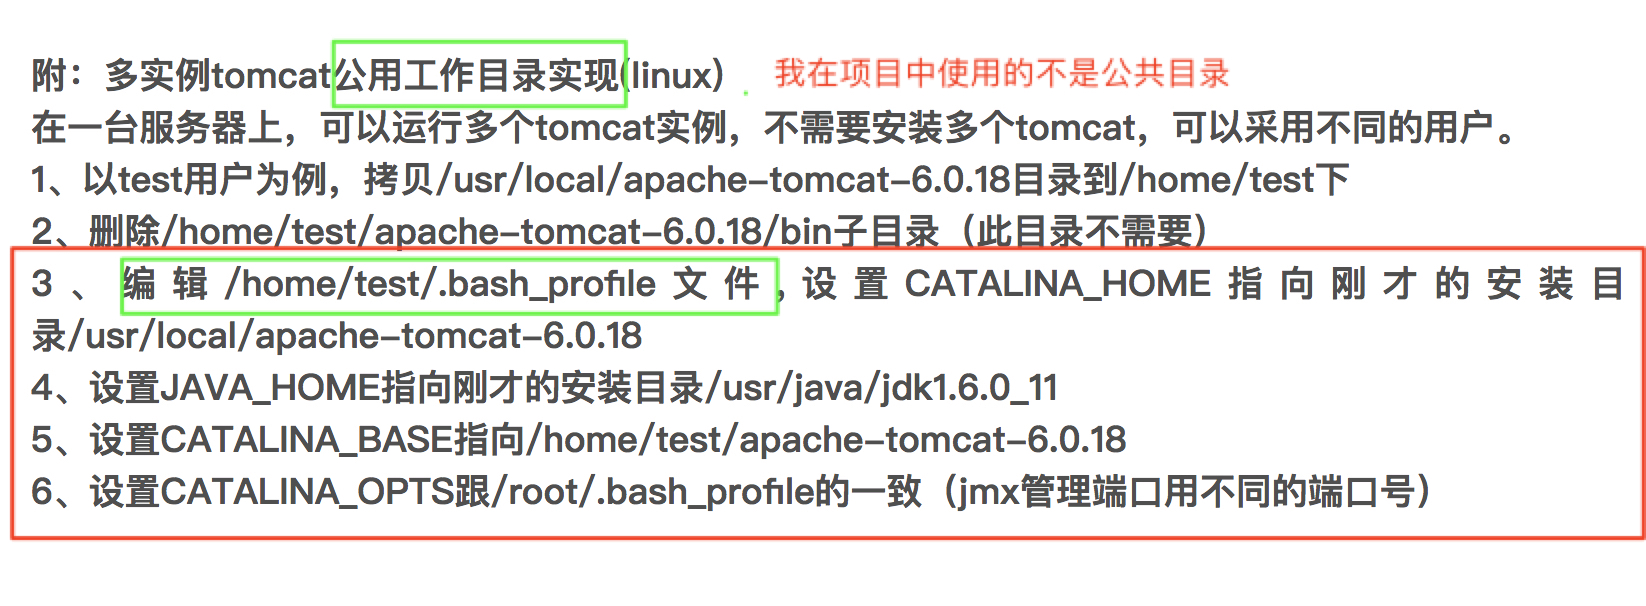 附：多实例tomcat公用工作目录实现(linux） 我在项目中使用的不是公共目录
在一台服务器上，可以运行多个tomcat实例，不需要安装多个tomcat，可以采用不同的用户。
1、以test用户为例，拷贝/usr/local/apache-tomcat-6.0.18目录到/home/test下
2、删除/home/test/apache-tomcat-6.0.18/bin子目录（此目录不需要）
3、编辑/home/test/.bash_profile文件，设置CATALINA_HOME指向刚才的安装目
录/usr/local/apache-tomcat-6.0.18
4、设置JAVA_HOME指向刚才的安装目录/usr/java/jdk1.6.0_11
5、设置CATALINA_BASE指向/home/test/apache-tomcat-6.0.18
6、设置CATALINA_OPTS跟/root/.bash_profile的一致（jmx管理端口用不同的端口号）